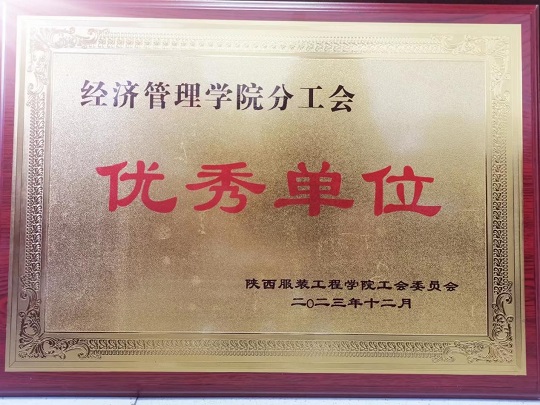 经济管理学院分工会
优秀单位
陕西服装工程学院工会委员会
二〇二三年十二月